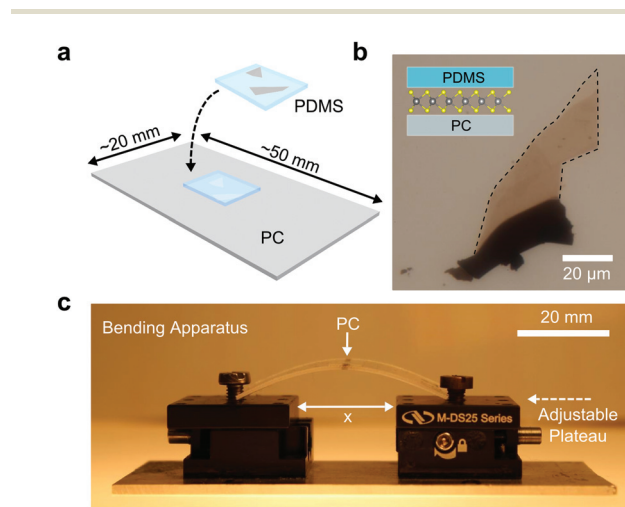 a
PDMS
~20 mm
~50 mm
PC
b
PDMS
PC
20 µm
c
Bending Apparatus
PC
20 mm
x
M-DS25 Series
Adjustable
Plateau